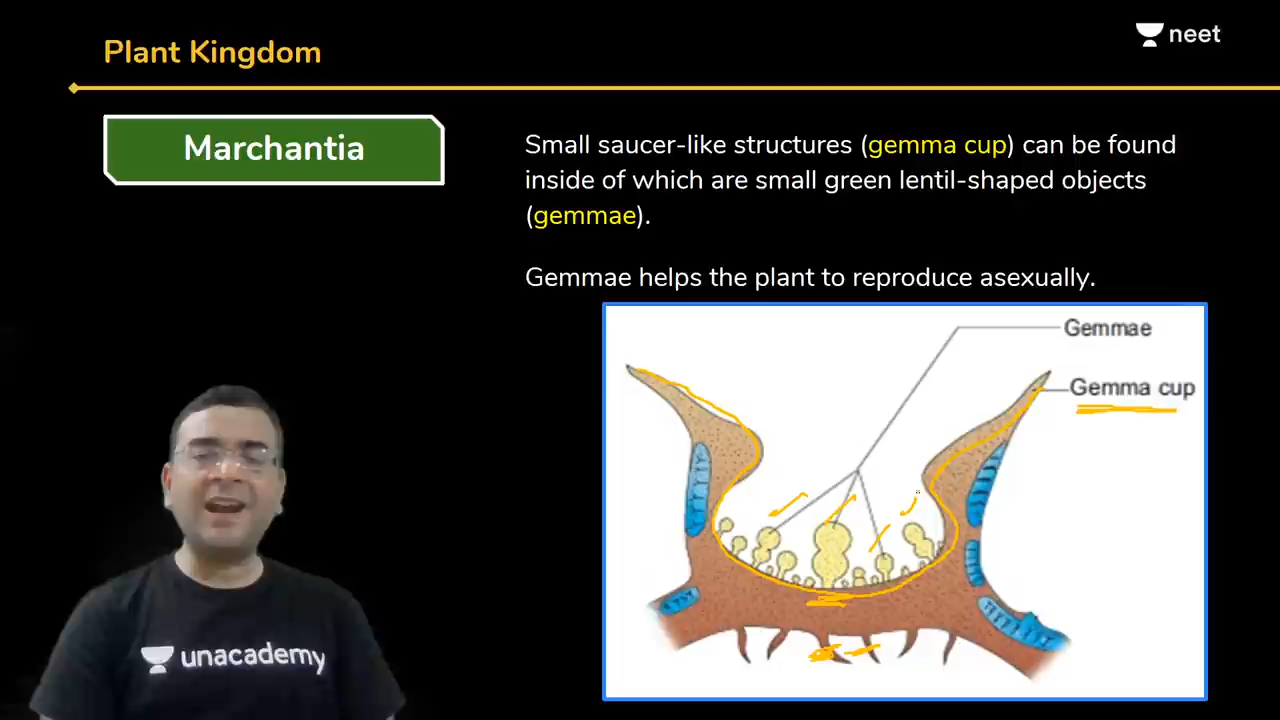 Plant Kingdom
neet
Marchantia
Small saucer-like structures (gemma cup) can be found
inside of which are small green lentil-shaped objects
(gemmae).
Gemmae helps the plant to reproduce asexually.
Gemmae
Gemma cup
unacademy